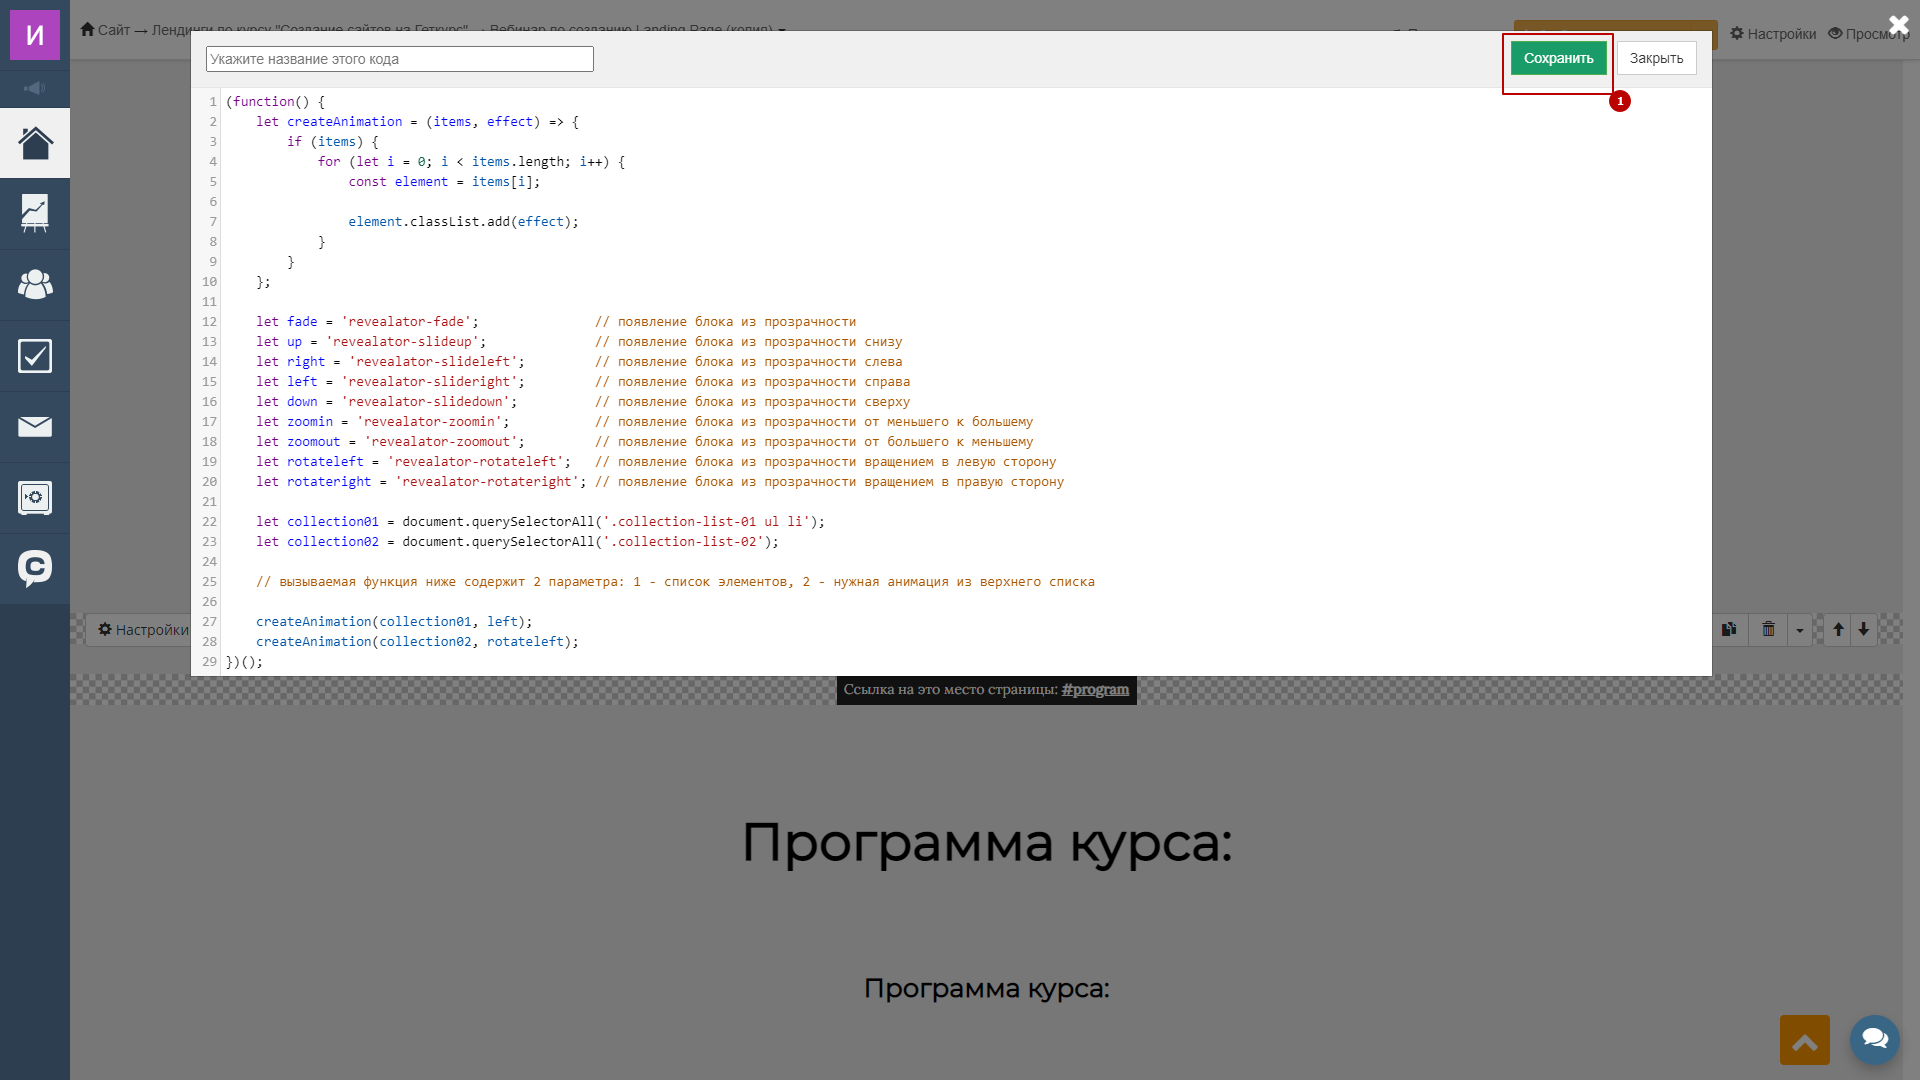 И
Сайт → Лендинги по курсу "Создание сайтов на Геткурс" → Вебинар по созданию Landing Page (копия)
Настройки
Просмотр
Укажите название этого кода
Сохранить
Закрыть
1
1 (function() {
2 let createAnimation = (items, effect) => {
3 if (items) {
4 for (let i = 0; i < items.length; i++) {
5 const element = items[i];
6
7 element.classList.add(effect);
8 }
9 }
10 };
11
12 let fade = 'revealator-fade'; // появление блока из прозрачности
13 let up = 'revealator-slideup'; // появление блока из прозрачности снизу
14 let right = 'revealator-slideleft'; // появление блока из прозрачности слева
15 let left = 'revealator-slideright'; // появление блока из прозрачности справа
16 let down = 'revealator-slidedown'; // появление блока из прозрачности сверху
17 let zoomin = 'revealator-zoomin'; // появление блока из прозрачности от меньшего к большему
18 let zoomout = 'revealator-zoomout'; // появление блока из прозрачности от большего к меньшему
19 let rotateleft = 'revealator-rotateleft'; // появление блока из прозрачности вращением в левую сторону
20 let rotateright = 'revealator-rotateright'; // появление блока из прозрачности вращением в правую сторону
21
22 let collection01 = document.querySelectorAll('.collection-list-01 ul li');
23 let collection02 = document.querySelectorAll('.collection-list-02');
24
25 // вызываемая функция ниже содержит 2 параметра: 1 - список элементов, 2 - нужная анимация из верхнего списка
26
27 createAnimation(collection01, left);
28 createAnimation(collection02, rotateleft);
29 })();
Настройки
Ссылка на это место страницы: #program
Программа курса:
Программа курса: